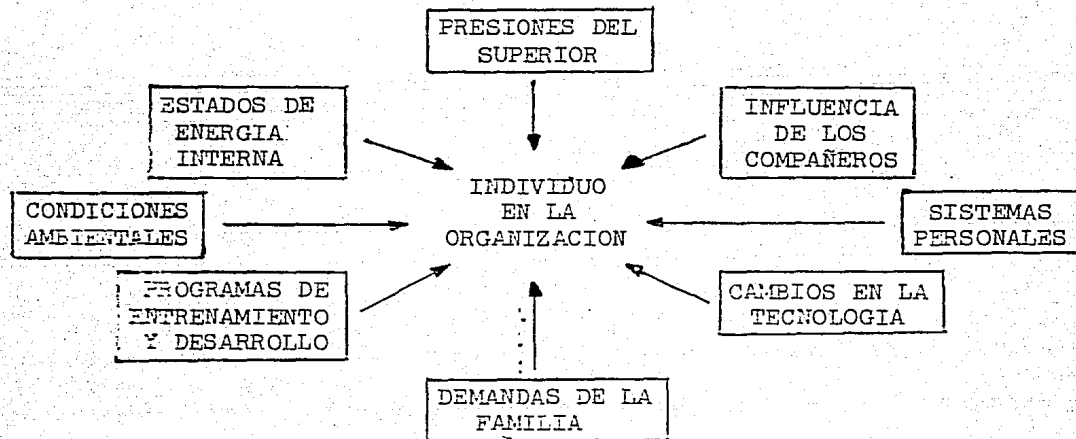 PRESIONES DEL
SUPERIOR
ESTADOS DE
ENERGIA
INTERNA
INFLUENCIA
DE LOS
COMPAÑEROS
INDIVIDUO
EN LA
ORGANIZACION
CONDICIONES
AMBIENTALES
SISTEMAS
PERSONALES
PROGRAMAS DE
ENTRENAMIENTO
Y DESARROLLO
CAMBIOS EN LA
TECNOLOGIA
DEMANDAS DE LA
FAMILIA